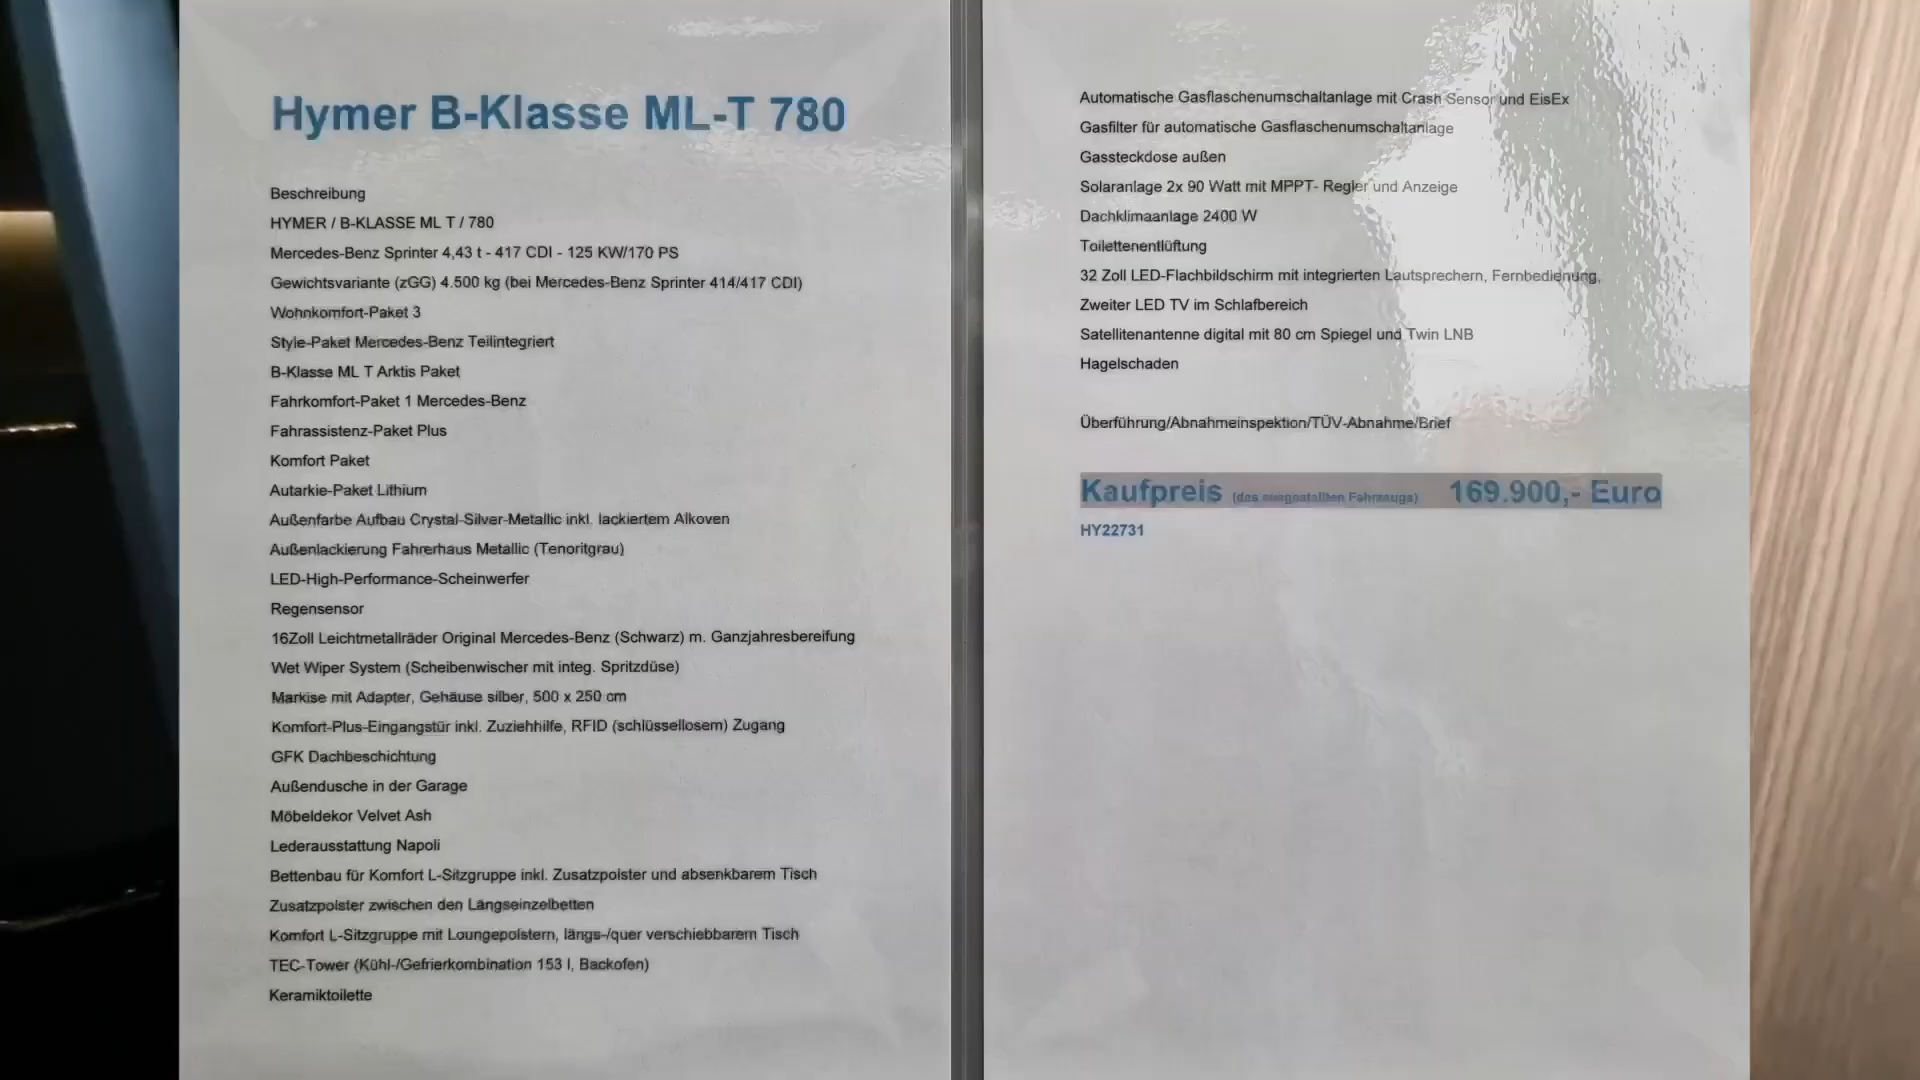 Hymer B-Klasse ML-T 780
Beschreibung
HYMER / B-KLASSE ML T / 780
Mercedes-Benz Sprinter 4,43 t - 417 CDI - 125 KW/170 PS
Gewichtsvariante (zGG) 4.500 kg (bei Mercedes-Benz Sprinter 414/417 CDI)
Wohnkomfort-Paket 3
Style-Paket Mercedes-Benz Teilintegriert
B-Klasse ML T Arktis Paket
Fahrkomfort-Paket 1 Mercedes-Benz
Fahrassistenz-Paket Plus
Komfort Paket
Autarkie-Paket Lithium
Außenfarbe Aufbau Crystal-Silver-Metallic inkl. lackiertem Alkoven
Außenlackierung Fahrerhaus Metallic (Tenoritgrau)
LED-High-Performance-Scheinwerfer
Regensensor
16Zoll Leichtmetallräder Original Mercedes-Benz (Schwarz) m. Ganzjahresbereifung
Wet Wiper System (Scheibenwischer mit integ. Spritzdüse)
Markise mit Adapter, Gehäuse silber, 500 x 250 cm
Komfort-Plus-Eingangstür inkl. Zuziehhilfe, RFID (schlüssellosem) Zugang
GFK Dachbeschichtung
Außendusche in der Garage
Möbeldekor Velvet Ash
Lederausstattung Napoli
Bettenbau für Komfort L-Sitzgruppe inkl. Zusatzpolster und absenkbarem Tisch
Zusatzpolster zwischen den Längseinzelbetten
Komfort L-Sitzgruppe mit Loungepolstern, längs-/quer verschiebbarem Tisch
TEC-Tower (Kühl-/Gefrierkombination 153 l, Backofen)
Keramiktoilette
Automatische Gasflaschenumschaltanlage mit Crash Sensor und EisEx
Gasfilter für automatische Gasflaschenumschaltanlage
Gassteckdose außen
Solaranlage 2x 90 Watt mit MPPT- Regler und Anzeige
Dachklimaanlage 2400 W
Toilettenentlüftung
32 Zoll LED-Flachbildschirm mit integrierten Lautsprechern, Fernbedienung,
Zweiter LED TV im Schlafbereich
Satellitenantenne digital mit 80 cm Spiegel und Twin LNB
Hagelschaden
Überführung/Abnahmeinspektion/TÜV-Abnahme/Brief
Kaufpreis (des ausgestallten Fahrzeugs) 169.900,- Euro
HY22731